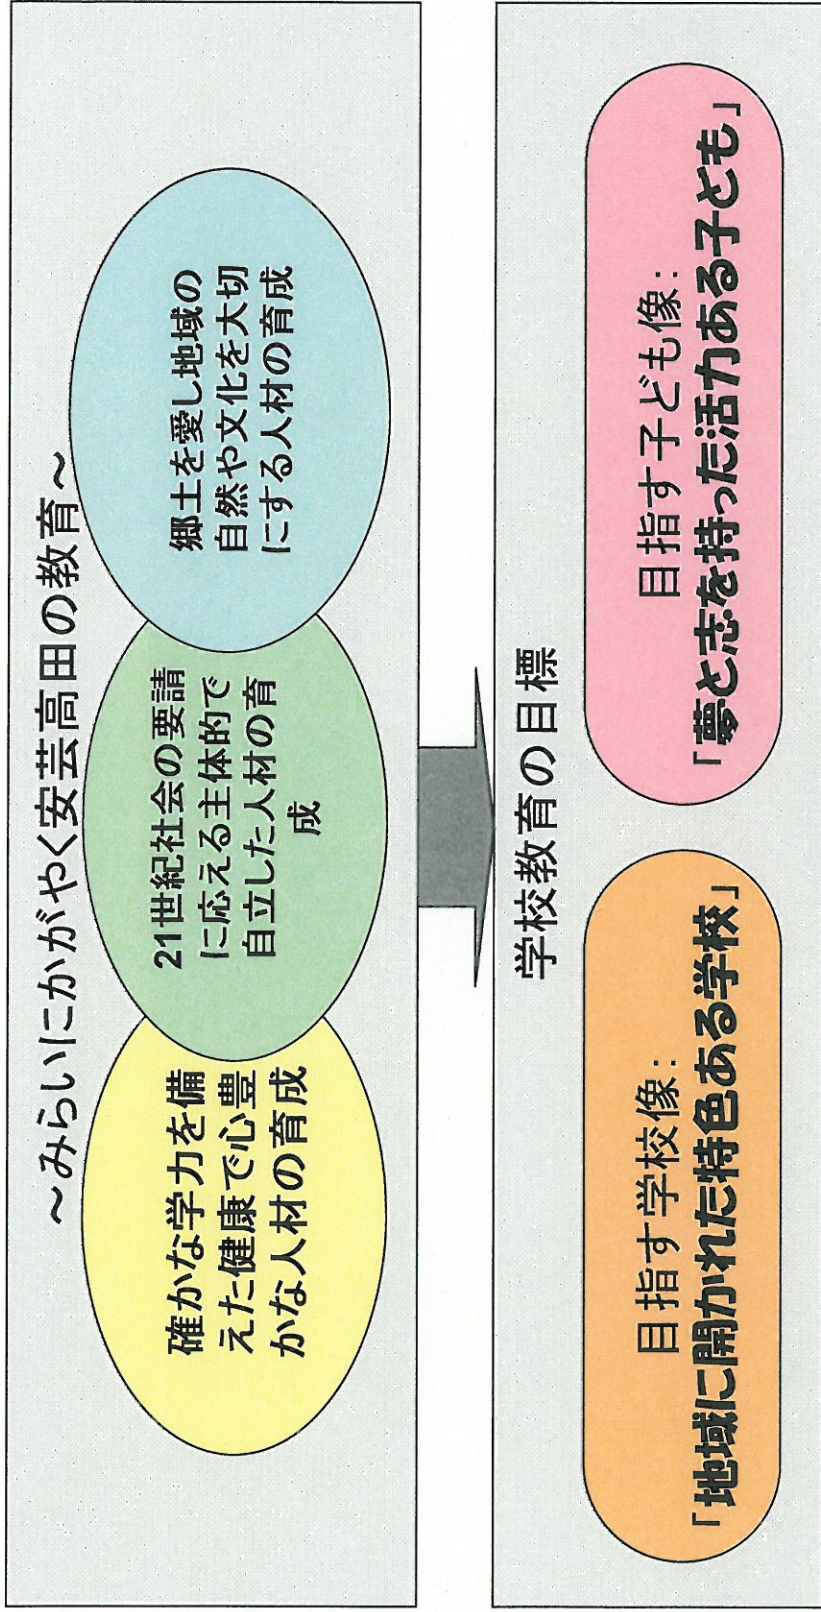 ～みらいにかがやく安芸高田の教育～
確かな学力を備
えた健康で心豊
かな人材の育成
21世紀社会の要請
に応える主体的で
自立した人材の育
成
郷土を愛し地域の
自然や文化を大切
にする人材の育成
学校教育の目標
目指す学校像：
「地域に開かれた特色ある学校」
目指す子ども像：
「夢と志を持った活力ある子ども」